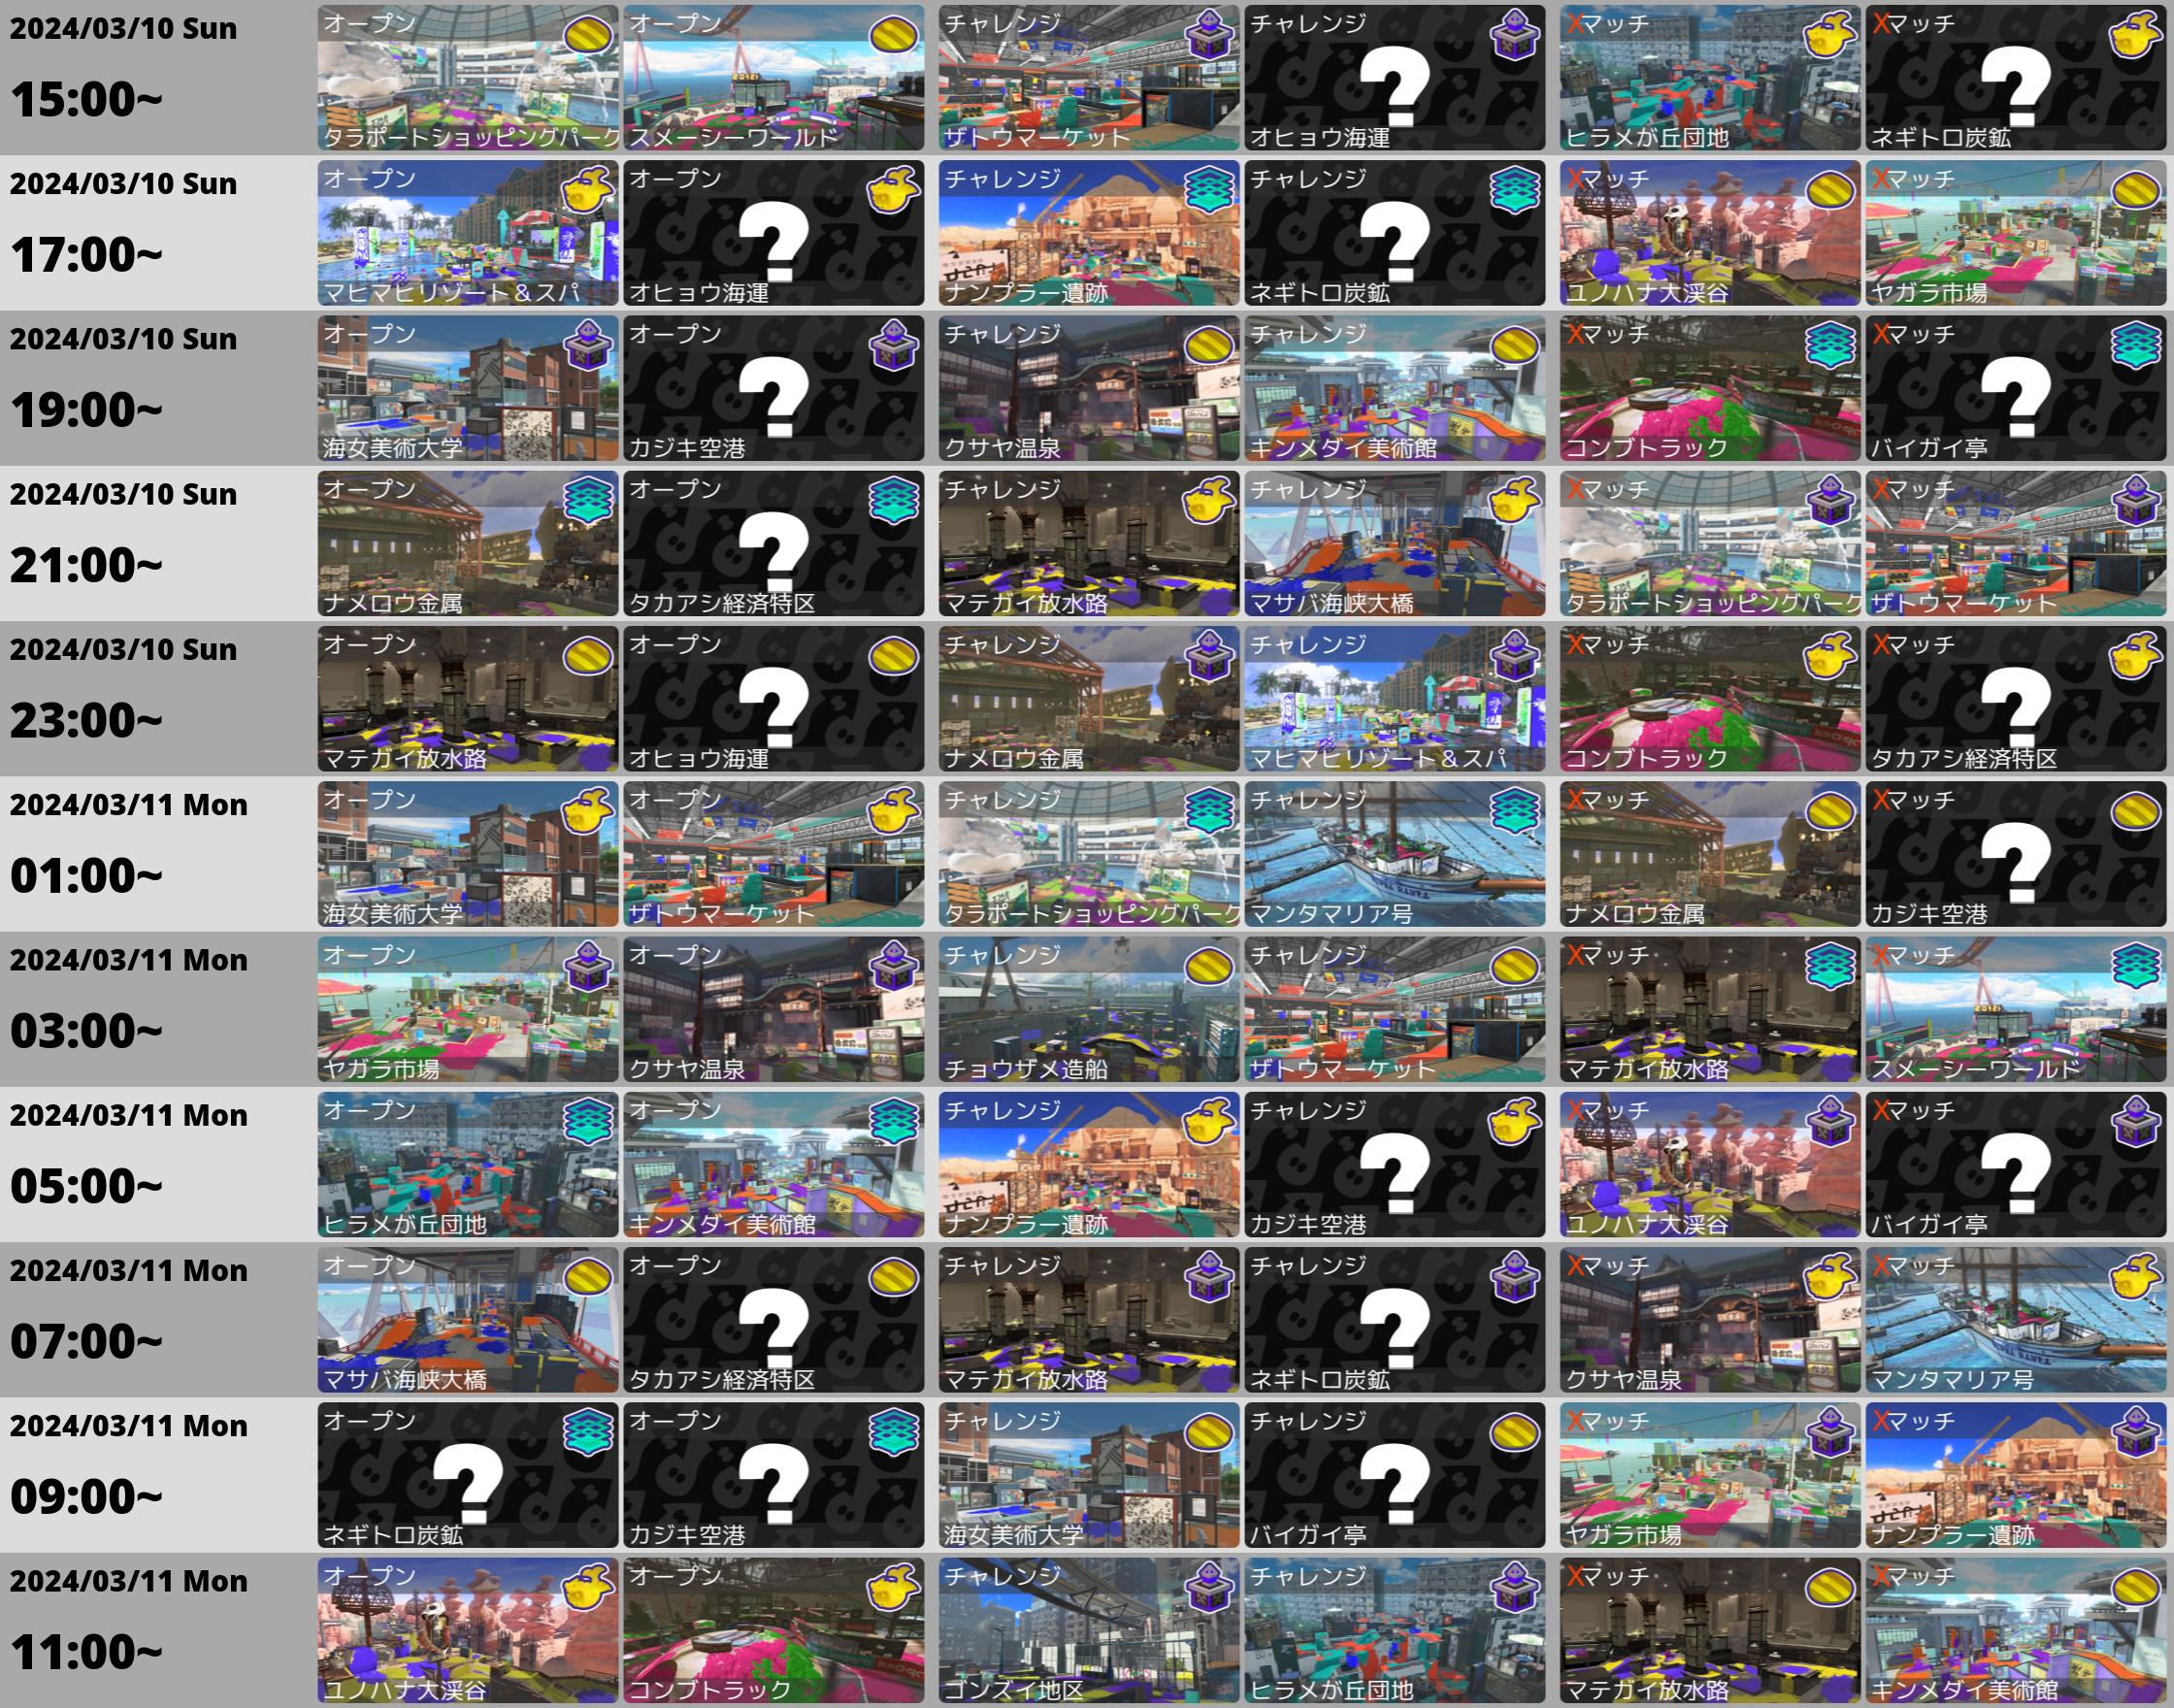 2024/03/10 Sun
15:00~
オープン
タラポートショッピングパーク
オープン
スメーシーワールド
チャレンジ
ザトウマーケット
チャレンジ
オヒョウ海運
Xマッチ
ヒラメが丘団地
Xマッチ
ネギトロ炭鉱
2024/03/10 Sun
17:00~
オープン
マヒマヒリゾート＆スパ
オープン
オヒョウ海運
チャレンジ
ナンプラー遺跡
チャレンジ
ネギトロ炭鉱
Xマッチ
ユノハナ大渓谷
Xマッチ
ヤガラ市場
2024/03/10 Sun
19:00~
オープン
海女美術大学
オープン
カジキ空港
チャレンジ
クサヤ温泉
チャレンジ
キンメダイ美術館
Xマッチ
コンブトラック
Xマッチ
バイガイ亭
2024/03/10 Sun
21:00~
オープン
ナメロウ金属
オープン
タカアシ経済特区
チャレンジ
マテガイ放水路
チャレンジ
マサバ海峡大橋
Xマッチ
タラポートショッピングパーク
Xマッチ
ザトウマーケット
2024/03/10 Sun
23:00~
オープン
マテガイ放水路
オープン
オヒョウ海運
チャレンジ
ナメロウ金属
チャレンジ
マヒマヒリゾート＆スパ
Xマッチ
コンブトラック
Xマッチ
タカアシ経済特区
2024/03/11 Mon
01:00~
オープン
海女美術大学
オープン
ザトウマーケット
チャレンジ
タラポートショッピングパーク
チャレンジ
マンタマリア号
Xマッチ
ナメロウ金属
Xマッチ
カジキ空港
2024/03/11 Mon
03:00~
オープン
ヤガラ市場
オープン
クサヤ温泉
チャレンジ
チョウザメ造船
チャレンジ
ザトウマーケット
Xマッチ
マテガイ放水路
Xマッチ
スメーシーワールド
2024/03/11 Mon
05:00~
オープン
ヒラメが丘団地
オープン
キンメダイ美術館
チャレンジ
ナンプラー遺跡
チャレンジ
カジキ空港
Xマッチ
ユノハナ大渓谷
Xマッチ
バイガイ亭
2024/03/11 Mon
07:00~
オープン
マサバ海峡大橋
オープン
タカアシ経済特区
チャレンジ
マテガイ放水路
チャレンジ
ネギトロ炭鉱
Xマッチ
クサヤ温泉
Xマッチ
マンタマリア号
2024/03/11 Mon
09:00~
オープン
ネギトロ炭鉱
オープン
カジキ空港
チャレンジ
海女美術大学
チャレンジ
バイガイ亭
Xマッチ
ヤガラ市場
Xマッチ
ナンプラー遺跡
2024/03/11 Mon
11:00~
オープン
ユノハナ大渓谷
オープン
コンブトラック
チャレンジ
ゴンズイ地区
チャレンジ
ヒラメが丘団地
Xマッチ
マテガイ放水路
Xマッチ
キンメダイ美術館